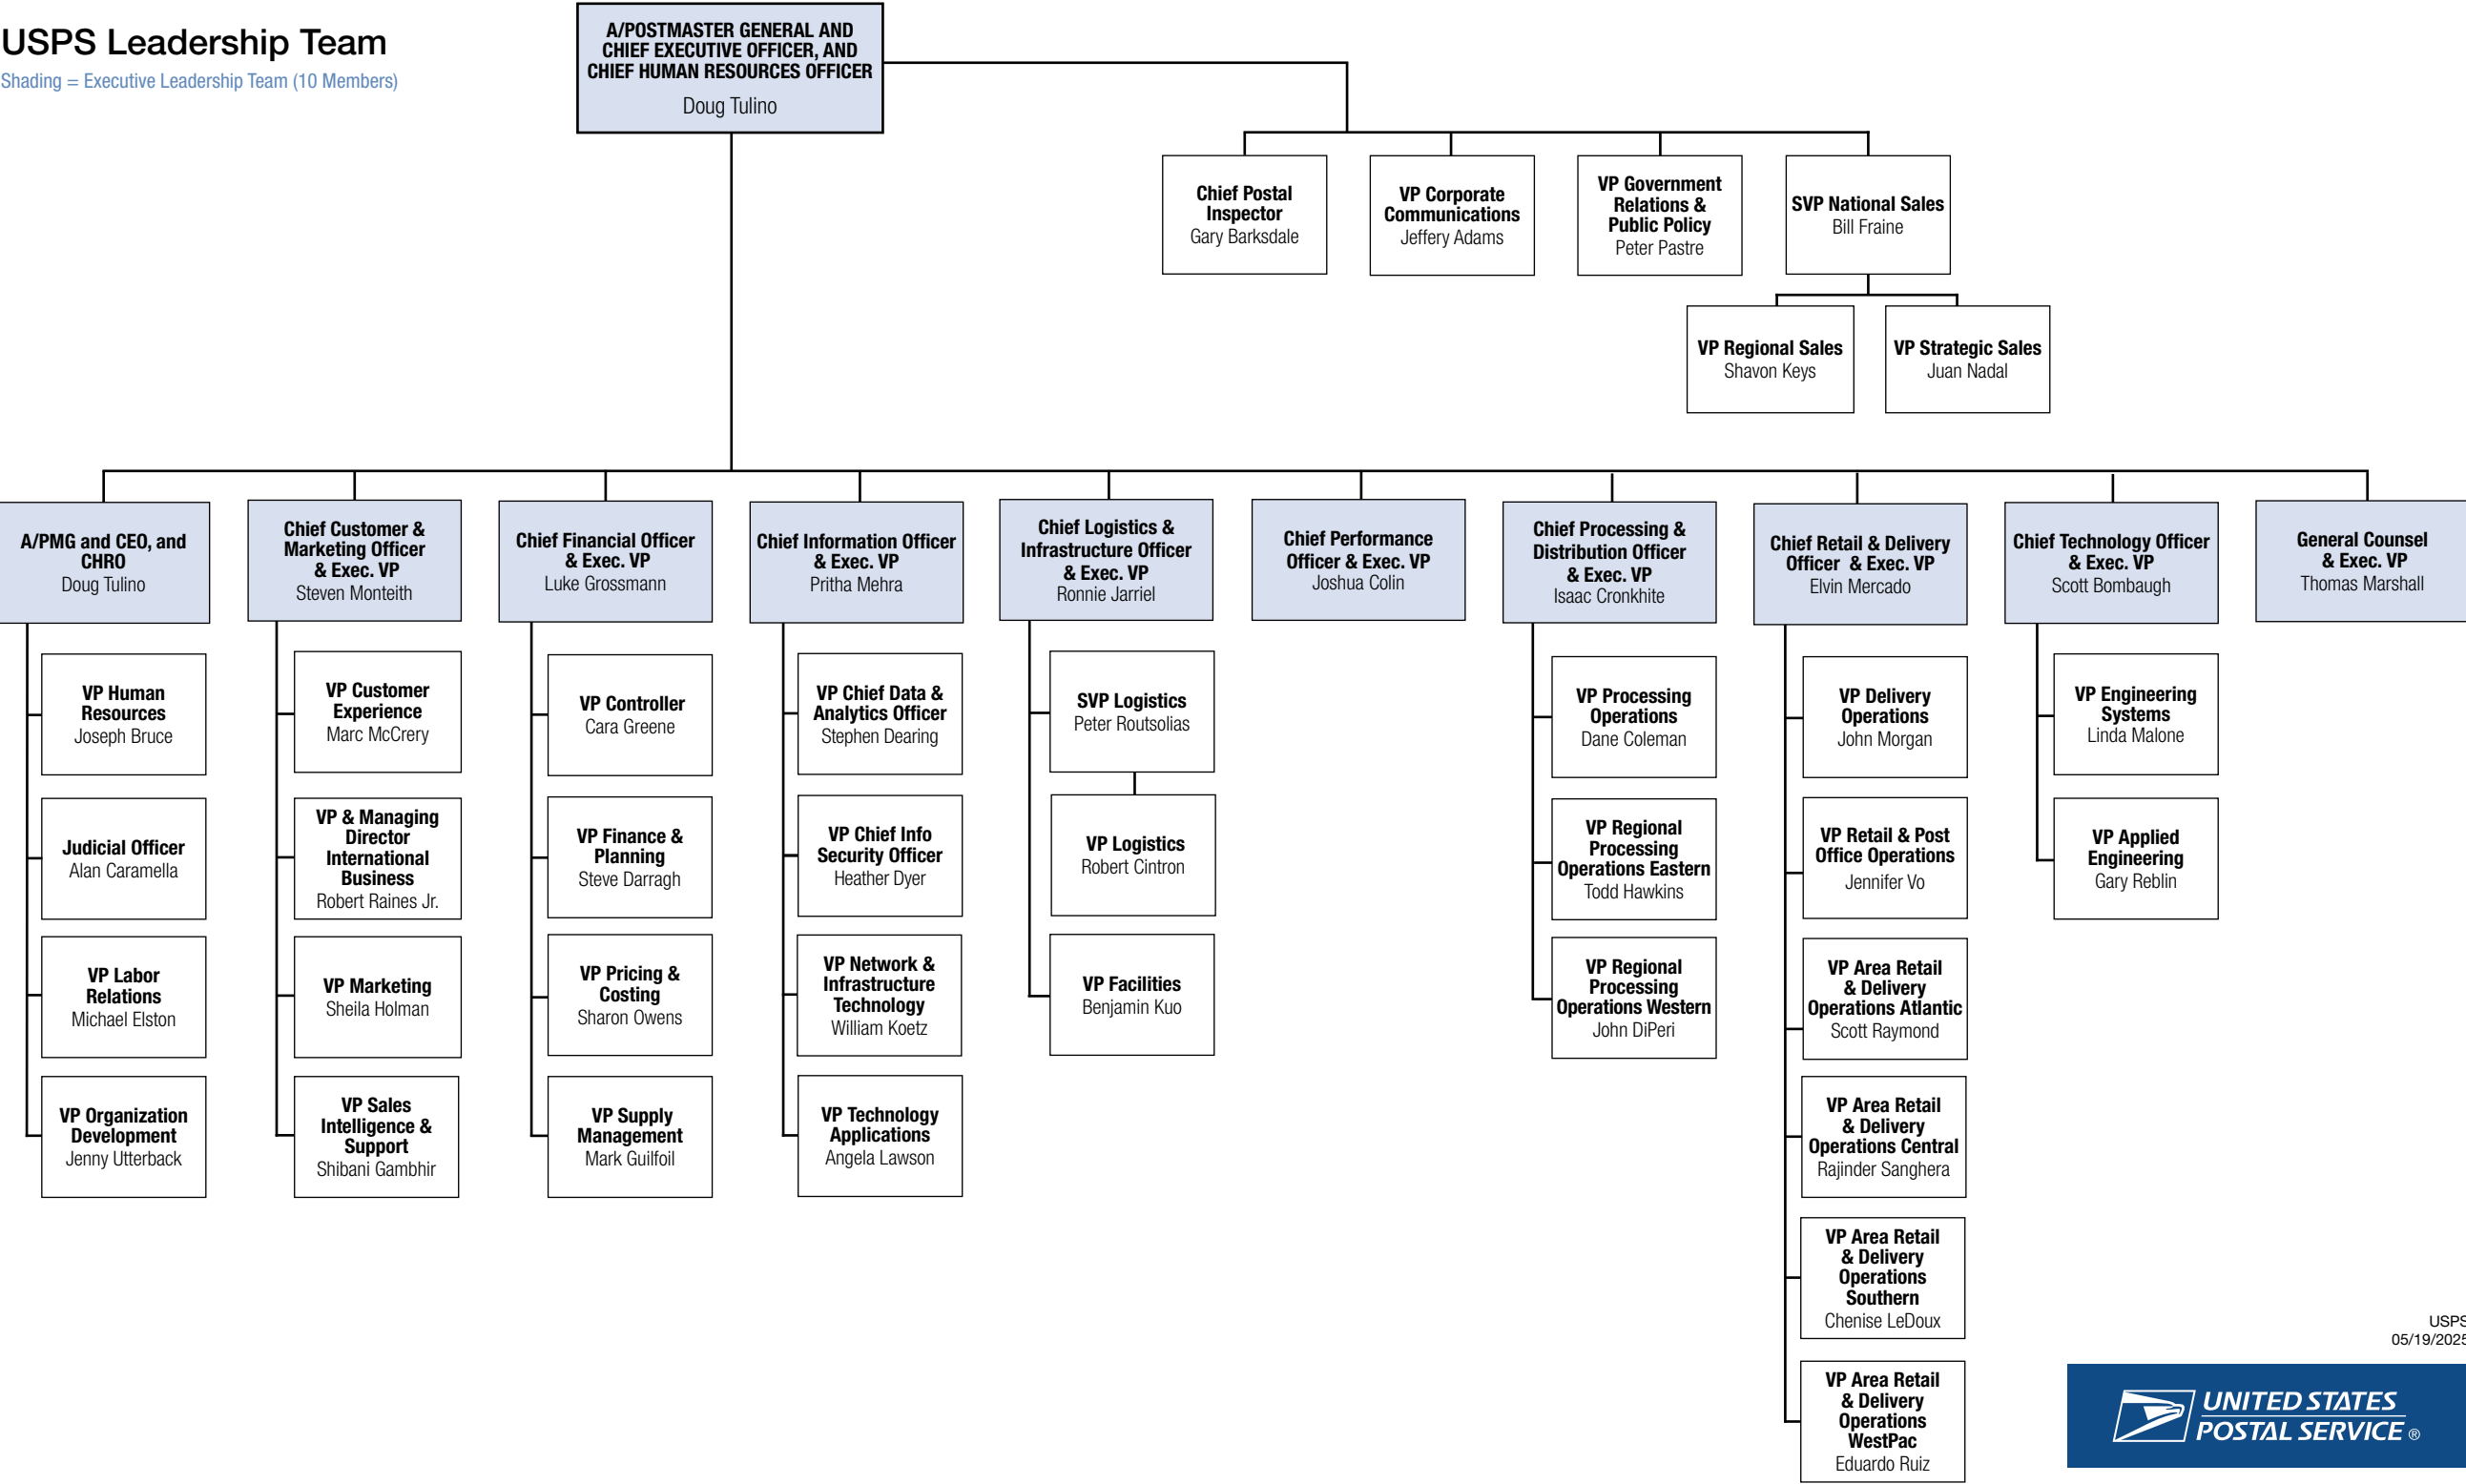 USPS Leadership Team
Shading = Executive Leadership Team (10 Members)
A/POSTMASTER GENERAL AND
CHIEF EXECUTIVE OFFICER, AND
CHIEF HUMAN RESOURCES OFFICER
Doug Tulino
Chief Postal
Inspector
Gary Barksdale
VP Corporate
Communications
Jeffery Adams
VP Government
Relations &
Public Policy
Peter Pastre
SVP National Sales
Bill Fraine
VP Regional Sales
Shavon Keys
VP Strategic Sales
Juan Nadal
A/PMG and CEO, and
CHRO
Doug Tulino
VP Human
Resources
Joseph Bruce
Judicial Officer
Alan Caramella
VP Labor
Relations
Michael Elston
VP Organization
Development
Jenny Utterback
Chief Customer &
Marketing Officer
& Exec. VP
Steven Monteith
VP Customer
Experience
Marc McCrery
VP & Managing
Director
International
Business
Robert Raines Jr.
VP Marketing
Sheila Holman
VP Sales
Intelligence &
Support
Shibani Gambhir
Chief Financial Officer
& Exec. VP
Luke Grossmann
VP Controller
Cara Greene
VP Finance &
Planning
Steve Darragh
VP Pricing &
Costing
Sharon Owens
VP Supply
Management
Mark Guilfoil
Chief Information Officer
& Exec. VP
Pritha Mehra
VP Chief Data &
Analytics Officer
Stephen Dearing
VP Chief Info
Security Officer
Heather Dyer
VP Network &
Infrastructure
Technology
William Koetz
VP Technology
Applications
Angela Lawson
Chief Logistics &
Infrastructure Officer
& Exec. VP
Ronnie Jarriel
SVP Logistics
Peter Routsolias
VP Logistics
Robert Cintron
VP Facilities
Benjamin Kuo
Chief Performance
Officer & Exec. VP
Joshua Colin
Chief Processing &
Distribution Officer
& Exec. VP
Isaac Cronkhite
VP Processing
Operations
Dane Coleman
VP Regional
Processing
Operations Eastern
Todd Hawkins
VP Regional
Processing
Operations Western
John DiPeri
Chief Retail & Delivery
Officer & Exec. VP
Elvin Mercado
VP Delivery
Operations
John Morgan
VP Retail & Post
Office Operations
Jennifer Vo
VP Area Retail
& Delivery
Operations Atlantic
Scott Raymond
VP Area Retail
& Delivery
Operations Central
Rajinder Sanghera
VP Area Retail
& Delivery
Operations
Southern
Chenise LeDoux
VP Area Retail
& Delivery
Operations
WestPac
Eduardo Ruiz
Chief Technology Officer
& Exec. VP
Scott Bombaugh
VP Engineering
Systems
Linda Malone
VP Applied
Engineering
Gary Reblin
General Counsel
& Exec. VP
Thomas Marshall
USPS
05/19/2025
UNITED STATES
POSTAL SERVICE ®